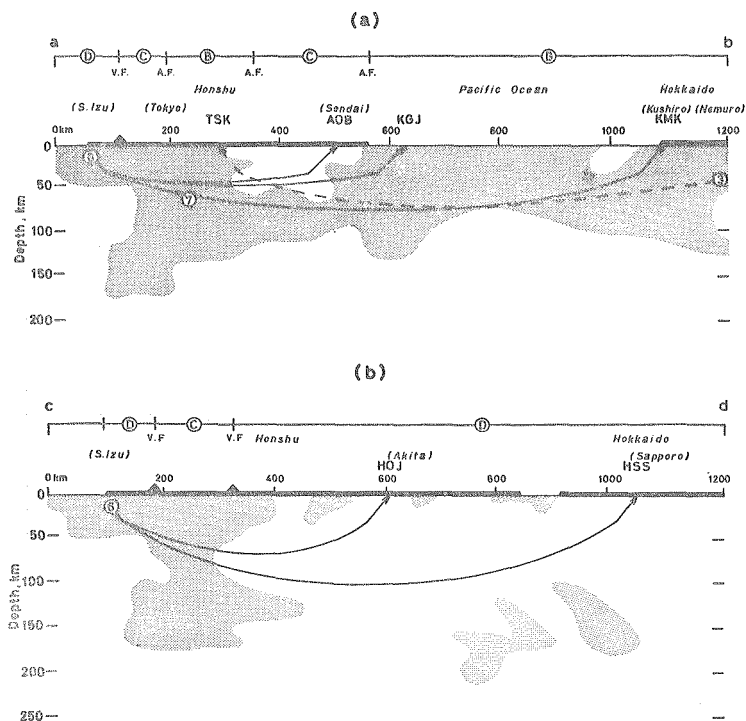 (a)
a b
Ⓓ Ⓒ Ⓑ Ⓒ Ⓑ
V.F. A.F. A.F. A.F.
Honshu Pacific Ocean Hokkaido
(S.Izu) (Tokyo) (Sendai) (Kushiro) (Nemuro)
TSK AOB KGJ KMK
0km 200 400 600 800 1000 1200
0
50
100
150
200
Depth, km
⑦ ③
(b)
c d
Ⓓ Ⓒ Ⓓ
V.F V.F Honshu Hokkaido
(S.Izu) (Akita) (Sapporo)
HOJ HSS
0km 200 400 600 800 1000 1200
0
50
100
150
200
250
Depth, km